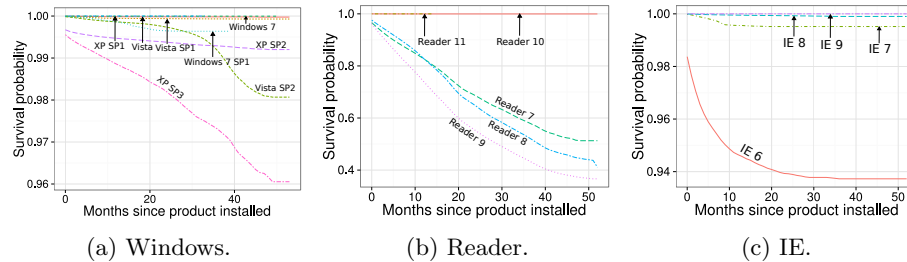 Survival probability
1.00
0.99
0.98
0.97
0.96
Windows 7
XP SP1
Vista
Vista SP1
XP SP2
Windows 7 SP1
Vista SP2
XP SP3
0
20
40
Months since product installed
(a) Windows.
Survival probability
1.0
0.8
0.6
0.4
Reader 11
Reader 10
Reader 7
Reader 8
Reader 9
0
10
20
30
40
50
Months since product installed
(b) Reader.
Survival probability
1.00
0.98
0.96
0.94
IE 8
IE 9
IE 7
IE 6
0
10
20
30
40
50
Months since product installed
(c) IE.